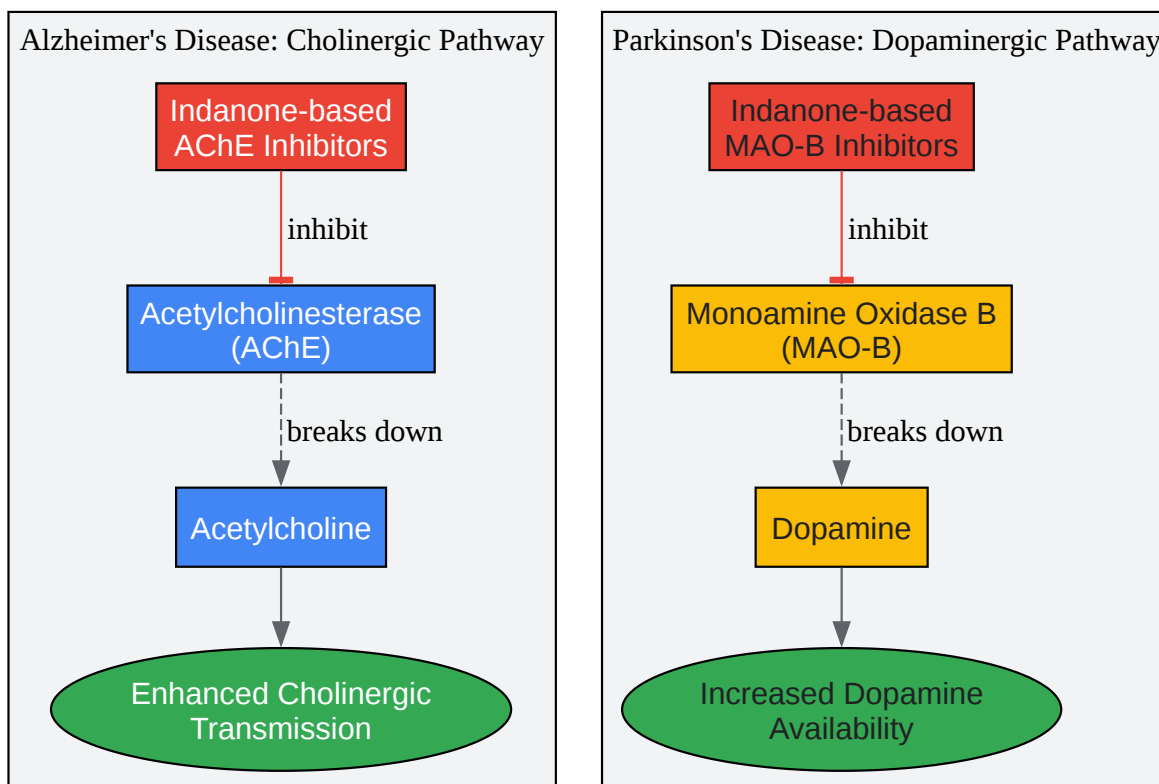 Alzheimer's Disease: Cholinergic Pathway
Indanone-based
AChE Inhibitors
inhibit
Acetylcholinesterase
(AChE)
breaks down
Acetylcholine
Enhanced Cholinergic
Transmission
Parkinson's Disease: Dopaminergic Pathway
Indanone-based
MAO-B Inhibitors
inhibit
Monoamine Oxidase B
(MAO-B)
breaks down
Dopamine
Increased Dopamine
Availability